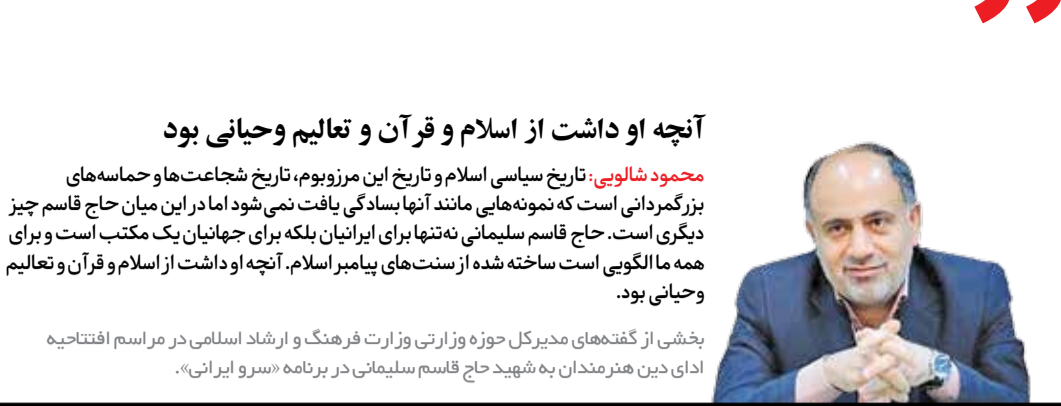 آنچه او داشت از اسلام و قرآن و تعالیم وحیانی بود
محمود شالویی: تاریخ سیاسی اسلام و تاریخ این مرزوبوم، تاریخ شجاعت‌ها و حماسه‌های
بزرگمردانی است که نمونه‌هایی مانند آنها بسادگی یافت نمی‌شود اما در این میان حاج قاسم چیز
دیگری است. حاج قاسم سلیمانی نه‌تنها برای ایرانیان بلکه برای جهانیان یک مکتب است و برای
همه ما الگویی است ساخته شده از سنت‌های پیامبر اسلام. آنچه او داشت از اسلام و قرآن و تعالیم
وحیانی بود.
بخشی از گفته‌های مدیرکل حوزه وزارتی وزارت فرهنگ و ارشاد اسلامی در مراسم افتتاحیه
ادای دین هنرمندان به شهید حاج قاسم سلیمانی در برنامه «سرو ایرانی».